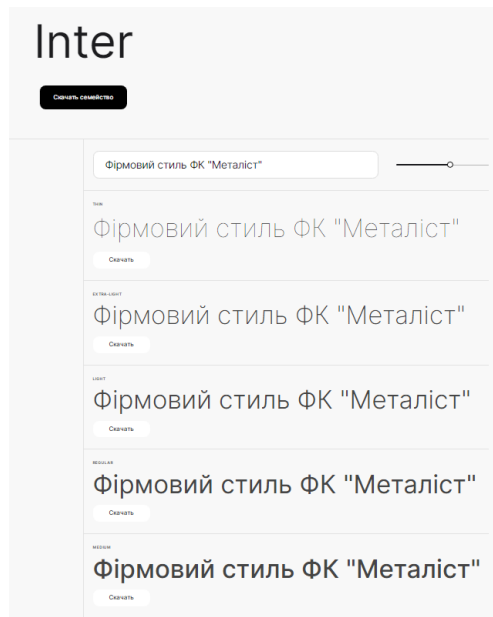 Inter
Скачать семейство
Фірмовий стиль ФК "Металіст"
THIN
Фірмовий стиль ФК "Металіст"
Скачать
EXTRA-LIGHT
Фірмовий стиль ФК "Металіст"
Скачать
LIGHT
Фірмовий стиль ФК "Металіст"
Скачать
REGULAR
Фірмовий стиль ФК "Металіст"
Скачать
MEDIUM
Фірмовий стиль ФК "Металіст"
Скачать